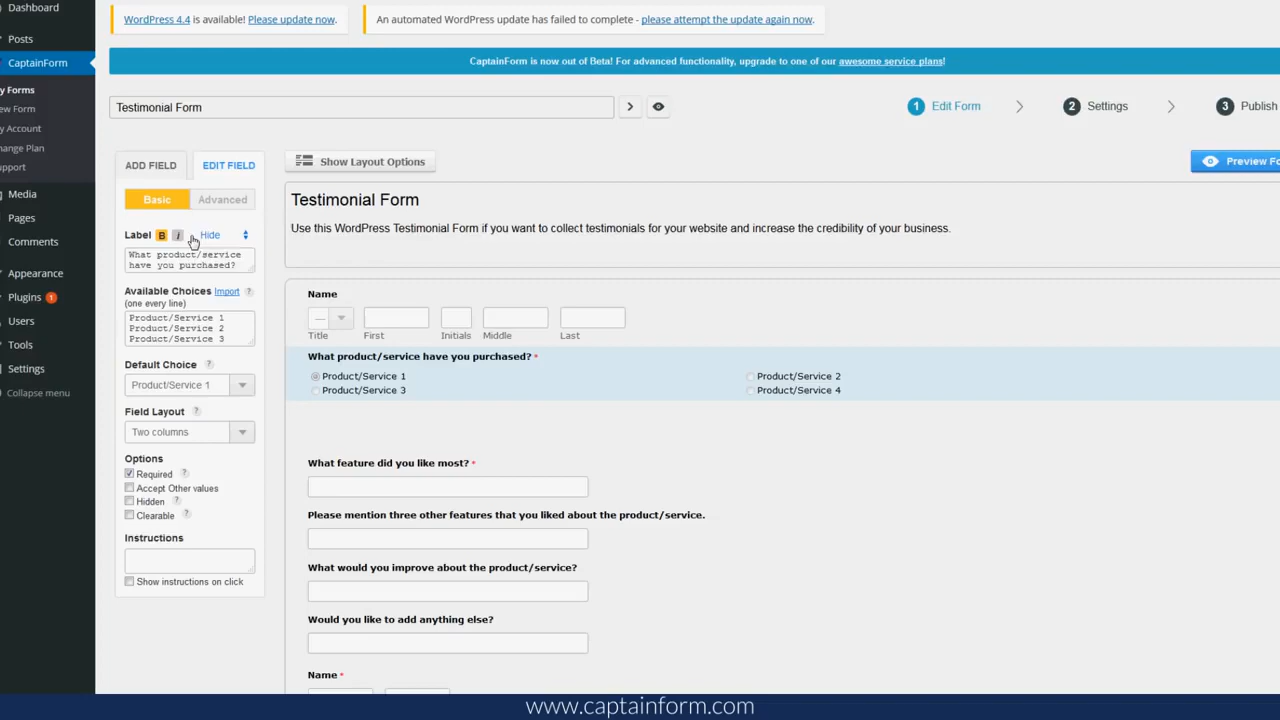 Dashboard
WordPress 4.4 is available! Please update now.
An automated WordPress update has failed to complete - please attempt the update again now.
Posts
CaptainForm
CaptainForm is now out of Beta! For advanced functionality, upgrade to one of our awesome service plans!
y Forms
ew Form
y Account
hange Plan
upport
Testimonial Form
1 Edit Form
2 Settings
3 Publish
ADD FIELD
EDIT FIELD
Show Layout Options
Preview Fo
Media
Pages
Comments
Appearance
Plugins 1
Users
Tools
Settings
Collapse menu
Basic
Advanced
Label B i Hide
What product/service
have you purchased?
Available Choices Import ?
(one every line)
Product/Service 1
Product/Service 2
Product/Service 3
Default Choice ?
Product/Service 1
Field Layout ?
Two columns
Options
Required ?
Accept Other values
Hidden ?
Clearable ?
Instructions
Show instructions on click
Testimonial Form
Use this WordPress Testimonial Form if you want to collect testimonials for your website and increase the credibility of your business.
Name
Title First Initials Middle Last
What product/service have you purchased? *
Product/Service 1 Product/Service 2
Product/Service 3 Product/Service 4
What feature did you like most? *
Please mention three other features that you liked about the product/service.
What would you improve about the product/service?
Would you like to add anything else?
Name *
www.captainform.com